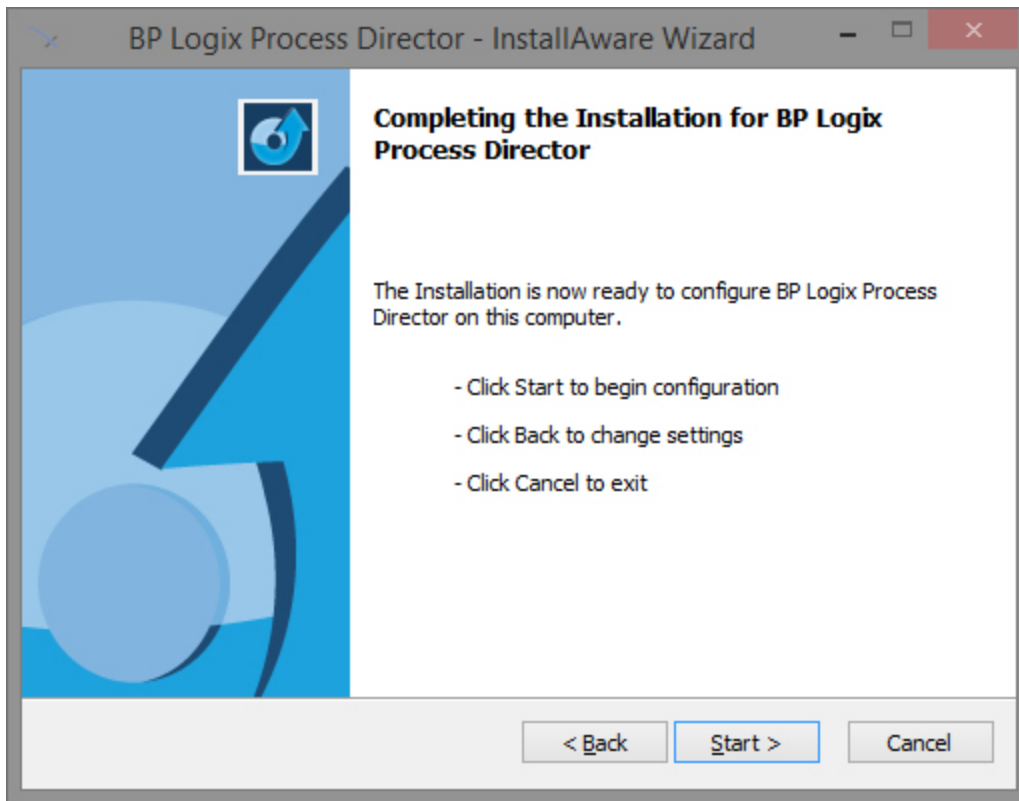 BP Logix Process Director - InstallAware Wizard
Completing the Installation for BP Logix
Process Director
The Installation is now ready to configure BP Logix Process
Director on this computer.
- Click Start to begin configuration
- Click Back to change settings
- Click Cancel to exit
< Back
Start >
Cancel